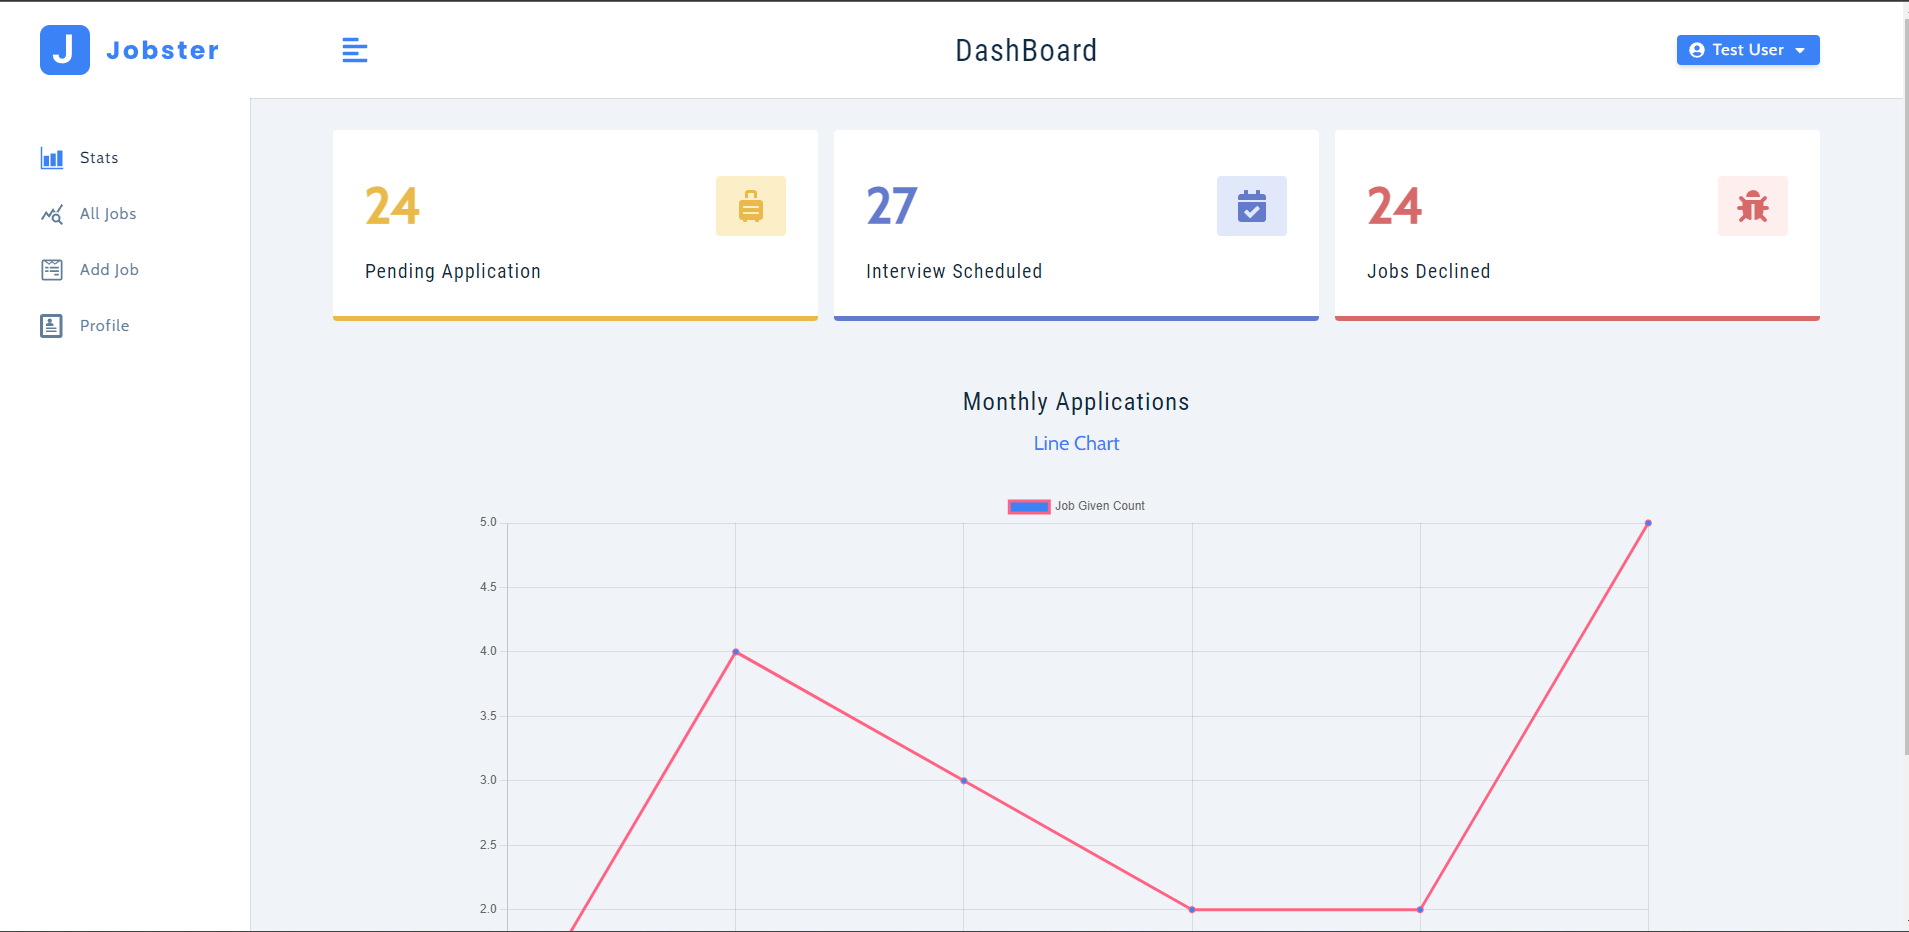 J Jobster
DashBoard
Test User
Stats
All Jobs
Add Job
Profile
24
Pending Application
27
Interview Scheduled
24
Jobs Declined
Monthly Applications
Line Chart
Job Given Count
5.0
4.5
4.0
3.5
3.0
2.5
2.0